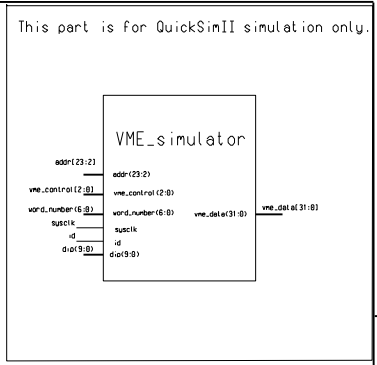 This part is for QuickSimII simulation only.
VME_simulator
addr[23:2]
addr(23:2)
vme_control[2:0]
vme_control(2:0)
word_number(6:0)
word_number(6:0)
vme_data(31:0)
vme_data[31:0]
sysclk
sysclk
id
id
dip(9:0)
dip(9:0)